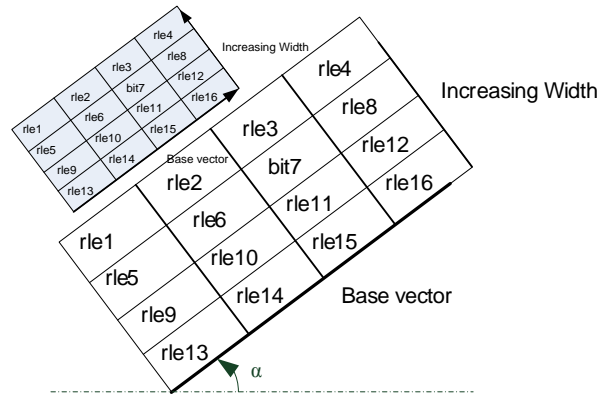 rle1 rle2 rle3 rle4
rle5 rle6 bit7 rle8
rle9 rle10 rle11 rle12
rle13 rle14 rle15 rle16
Increasing Width
Base vector
rle1 rle2 rle3 rle4
rle5 rle6 bit7 rle8
rle9 rle10 rle11 rle12
rle13 rle14 rle15 rle16
Increasing Width
Base vector
α